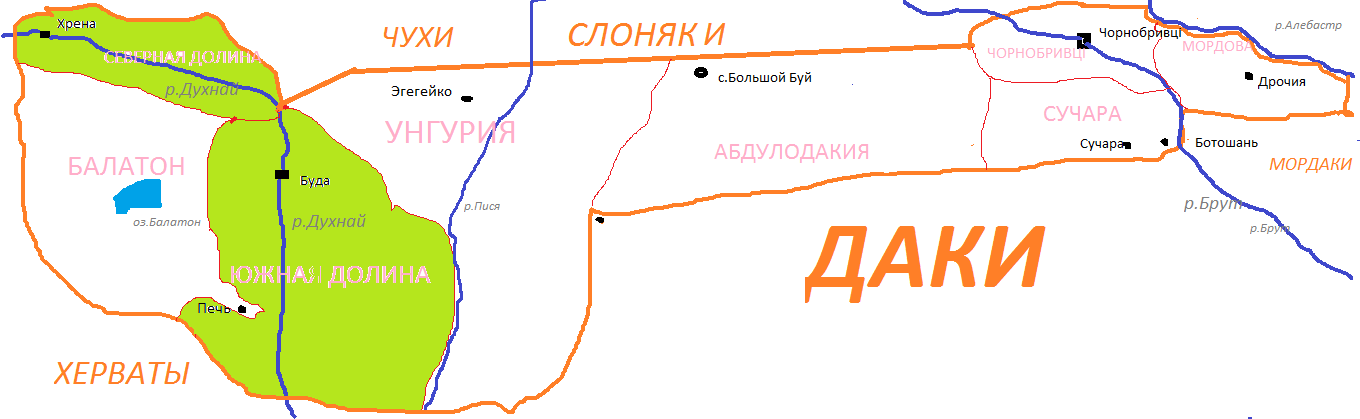 Хрена
ЧУХИ
СЛОНЯКИ
Чорнобривці
р.Алебастр
СЕВЕРНАЯ ДОЛИНА
ЧОРНОБРИВЦІ
МОРДОВА
р.Духнай
Эгегейко
с.Большой Буй
Дрочия
УНГУРИЯ
СУЧАРА
АБДУЛОДАКИЯ
Сучара
Ботошань
БАЛАТОН
МОРДАКИ
Буда
оз.Балатон
р.Духнай
р.Пися
р.Брут
р.Брут
ДАКИ
ЮЖНАЯ ДОЛИНА
Печь
ХЕРВАТЫ